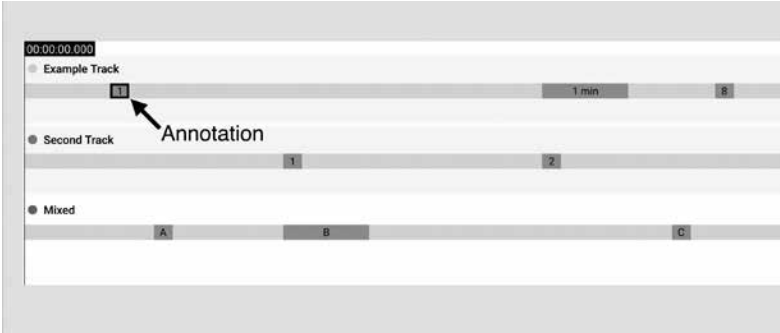 00:00:00.000
Example Track
1 1 min 8
Annotation
Second Track
1 2
Mixed
A B C